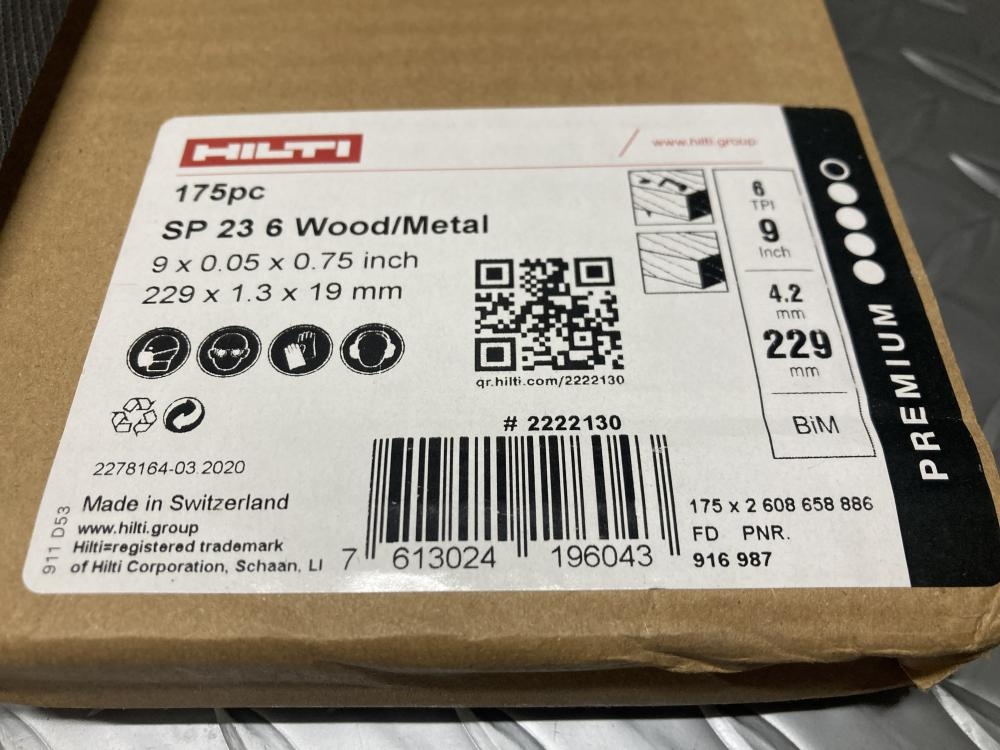 HILTI
www.hilti.group
175pc
SP 23 6 Wood/Metal
9 x 0.05 x 0.75 inch
229 x 1.3 x 19 mm
qr.hilti.com/2222130
# 2222130
2278164-03.2020
Made in Switzerland
www.hilti.group
Hilti=registered trademark
of Hilti Corporation, Schaan, LI
911 D53
7 613024 196043
175 x 2 608 658 886
FD PNR.
916 987
6
TPI
9
Inch
4.2
mm
229
mm
BiM
PREMIUM